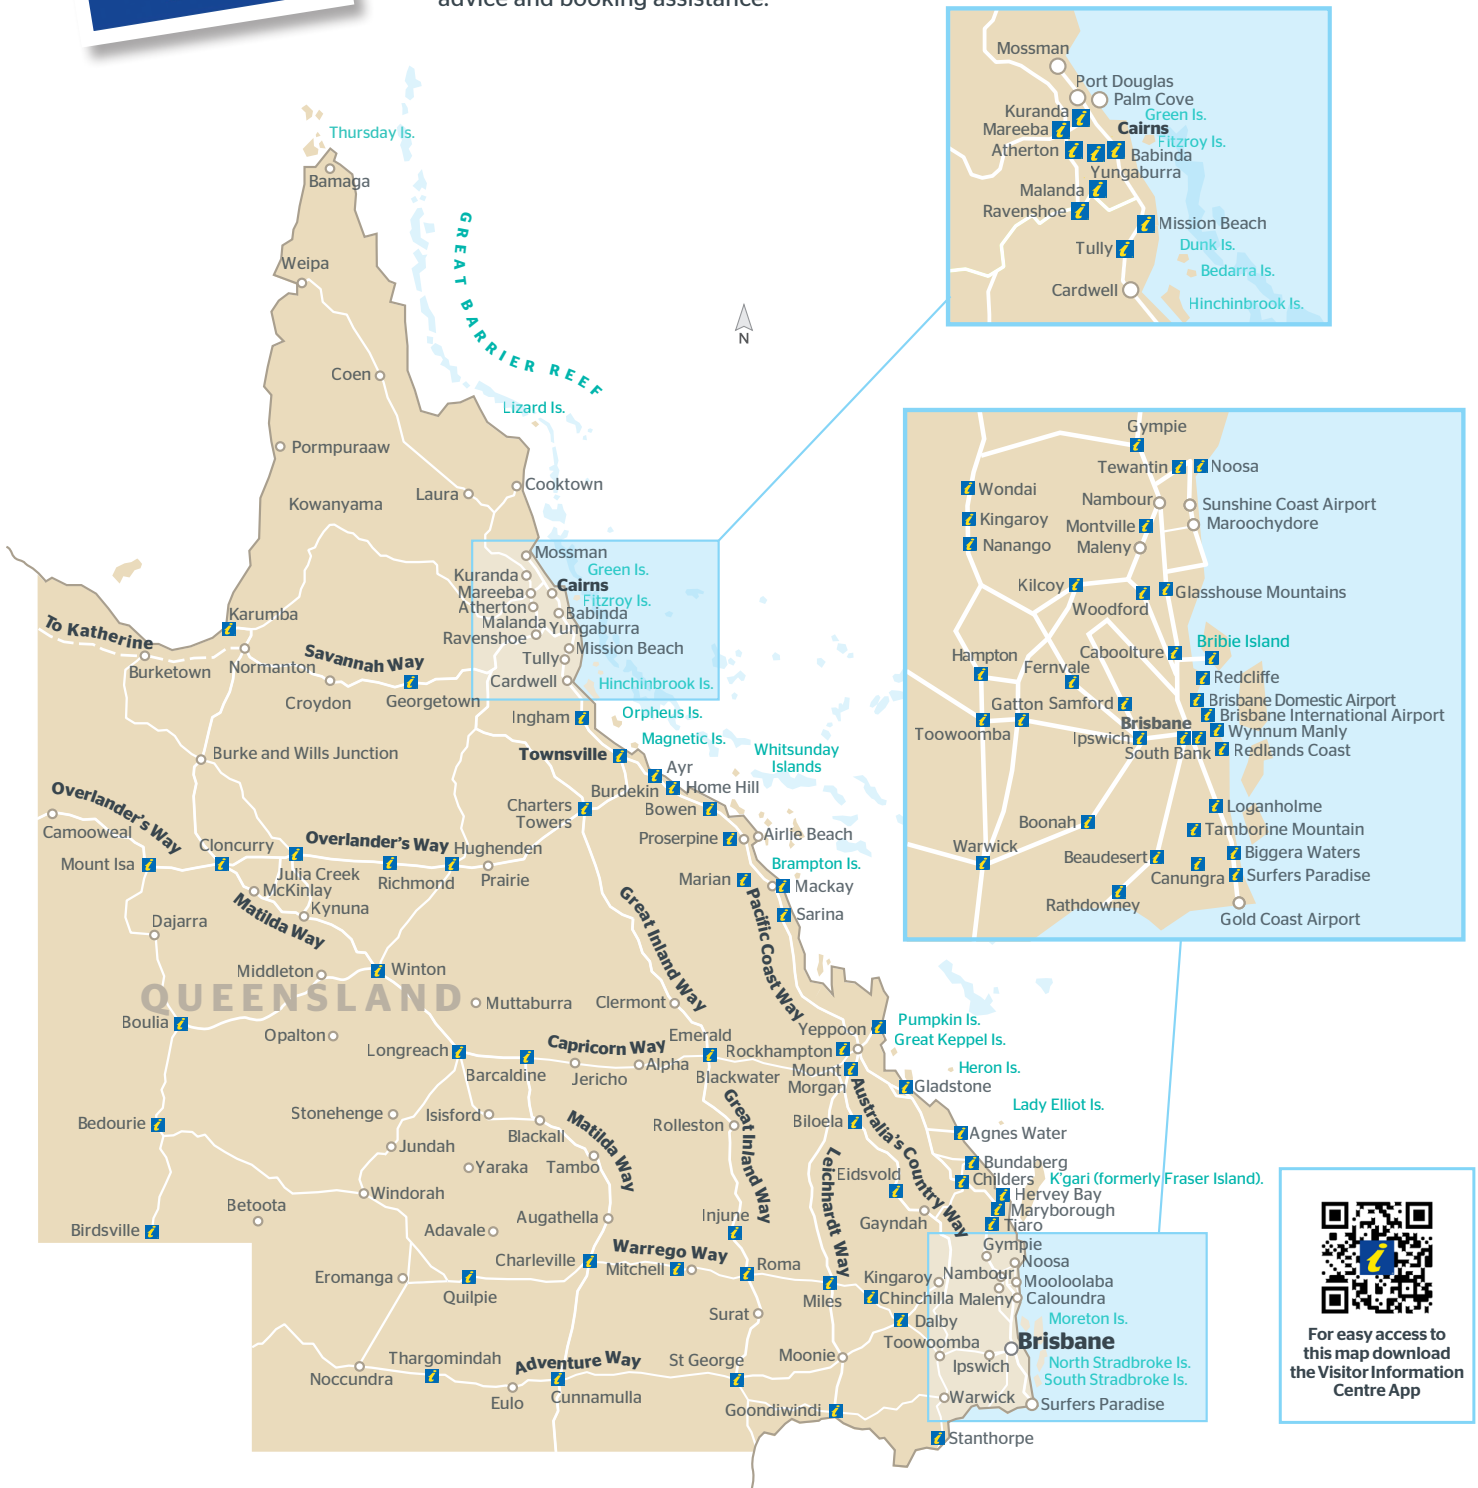 advice and booking assistance.
Thursday Is.
Bamaga
Weipa
GREAT BARRIER REEF
N
Coen
Lizard Is.
Pormpuraaw
Laura
Cooktown
Kowanyama
Mossman
Green Is.
Kuranda
Cairns
Mareeba
Fitzroy Is.
Atherton
Babinda
Malanda
Yungaburra
Ravenshoe
Mission Beach
Tully
Cardwell
Hinchinbrook Is.
Karumba
To Katherine
Burketown
Normanton
Savannah Way
Croydon
Georgetown
Ingham
Orpheus Is.
Magnetic Is.
Townsville
Whitsunday
Islands
Burke and Wills Junction
Ayr
Burdekin
Home Hill
Charters
Towers
Bowen
Overlander's Way
Camooweal
Proserpine
Airlie Beach
Cloncurry
Overlander's Way
Hughenden
Mount Isa
Julia Creek
Richmond
Prairie
Brampton Is.
McKinlay
Marian
Mackay
Kynuna
Matilda Way
Sarina
Dajarra
Great Inland Way
Pacific Coast Way
Middleton
Winton
QUEENSLAND
Muttaburra
Clermont
Boulia
Opalton
Yeppoon
Pumpkin Is.
Great Keppel Is.
Longreach
Capricorn Way
Emerald
Rockhampton
Barcaldine
Jericho
Alpha
Blackwater
Mount
Morgan
Heron Is.
Gladstone
Stonehenge
Isisford
Lady Elliot Is.
Bedourie
Blackall
Matilda Way
Rolleston
Great Inland Way
Biloela
Australia's Country Way
Agnes Water
Jundah
Yaraka
Tambo
Leichhardt Way
Eidsvold
Bundaberg
Childers
K'gari (formerly Fraser Island).
Windorah
Hervey Bay
Betoota
Maryborough
Birdsville
Adavale
Augathella
Injune
Gayndah
Tiaro
Charleville
Warrego Way
Mitchell
Roma
Gympie
Noosa
Eromanga
Quilpie
Miles
Kingaroy
Nambour
Mooloolaba
Chinchilla
Maleny
Caloundra
Surat
Dalby
Moreton Is.
Toowoomba
Brisbane
Thargomindah
Adventure Way
St George
Moonie
Ipswich
North Stradbroke Is.
South Stradbroke Is.
Noccundra
Eulo
Cunnamulla
Warwick
Surfers Paradise
Goondiwindi
Stanthorpe
Mossman
Port Douglas
Palm Cove
Kuranda
Green Is.
Mareeba
Cairns
Fitzroy Is.
Atherton
Babinda
Yungaburra
Malanda
Ravenshoe
Mission Beach
Tully
Dunk Is.
Bedarra Is.
Cardwell
Hinchinbrook Is.
Gympie
Tewantin
Noosa
Wondai
Nambour
Sunshine Coast Airport
Kingaroy
Montville
Maroochydore
Nanango
Maleny
Kilcoy
Woodford
Glasshouse Mountains
Bribie Island
Hampton
Caboolture
Fernvale
Redcliffe
Gatton
Samford
Brisbane Domestic Airport
Brisbane
Brisbane International Airport
Toowoomba
Ipswich
Wynnum Manly
South Bank
Redlands Coast
Loganholme
Boonah
Tamborine Mountain
Warwick
Beaudesert
Biggera Waters
Canungra
Surfers Paradise
Rathdowney
Gold Coast Airport
For easy access to
this map download
the Visitor Information
Centre App